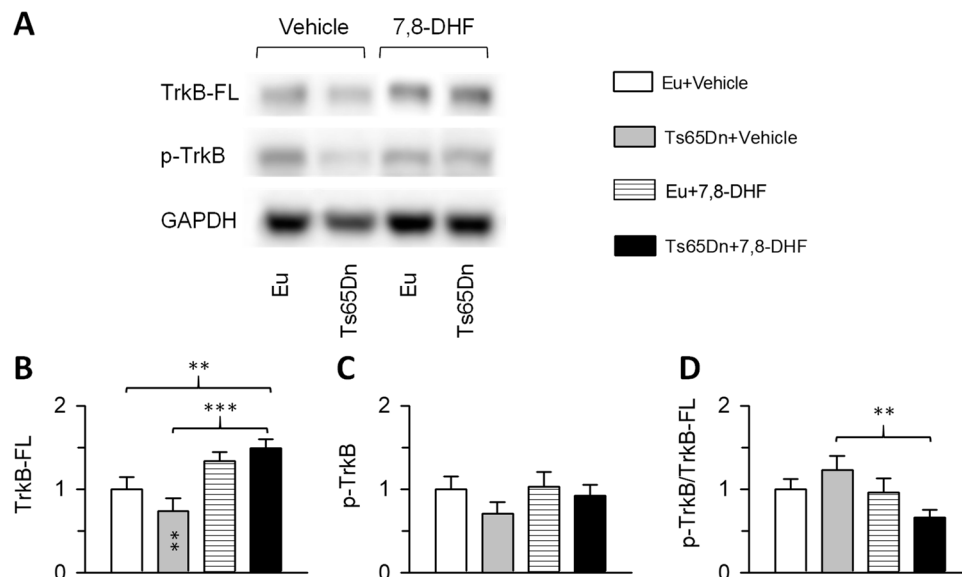 A
Vehicle 7,8-DHF
TrkB-FL
p-TrkB
GAPDH
Eu Ts65Dn Eu Ts65Dn
Eu+Vehicle
Ts65Dn+Vehicle
Eu+7,8-DHF
Ts65Dn+7,8-DHF
B
TrkB-FL
2
1
0
**
***
**
C
p-TrkB
2
1
0
D
p-TrkB/TrkB-FL
2
1
0
**